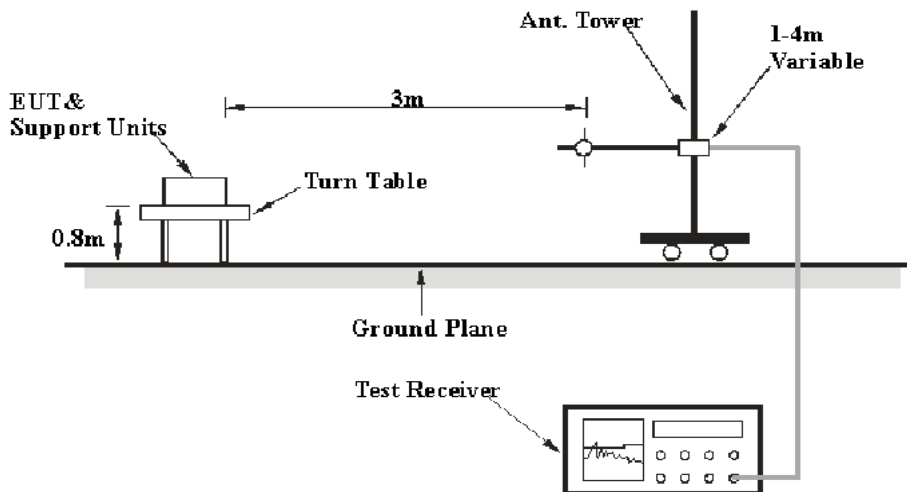 Ant. Tower
1-4m
Variable
EUT&
Support Units
3m
Turn Table
0.8m
Ground Plane
Test Receiver